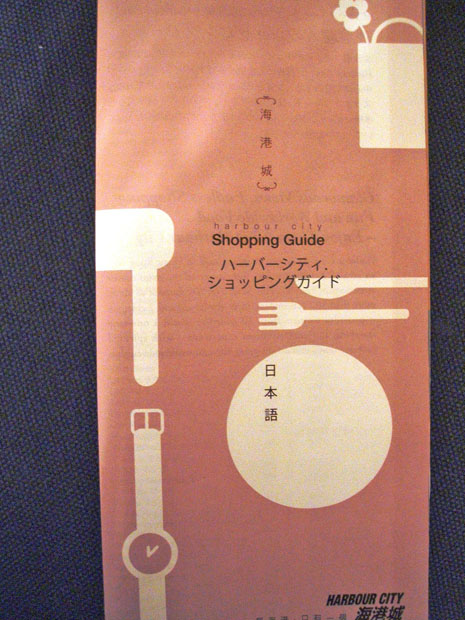 海港城
harbour city
Shopping Guide
ハーバーシティ.
ショッピングガイド
日本語
HARBOUR CITY
海港城